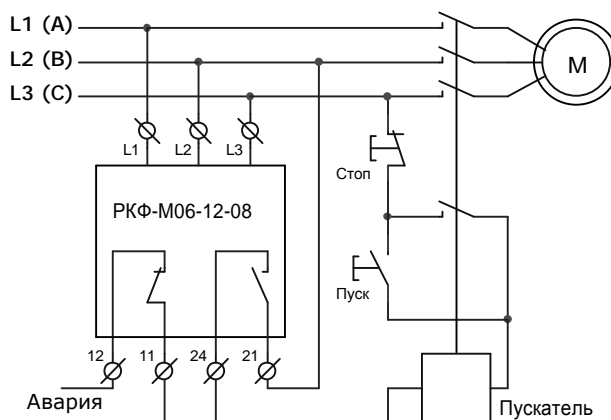 L1 (A)
L2 (B)
L3 (C)
M
L1
L2
L3
Стоп
РКФ-М06-12-08
Пуск
12
11
24
21
Авария
Пускатель